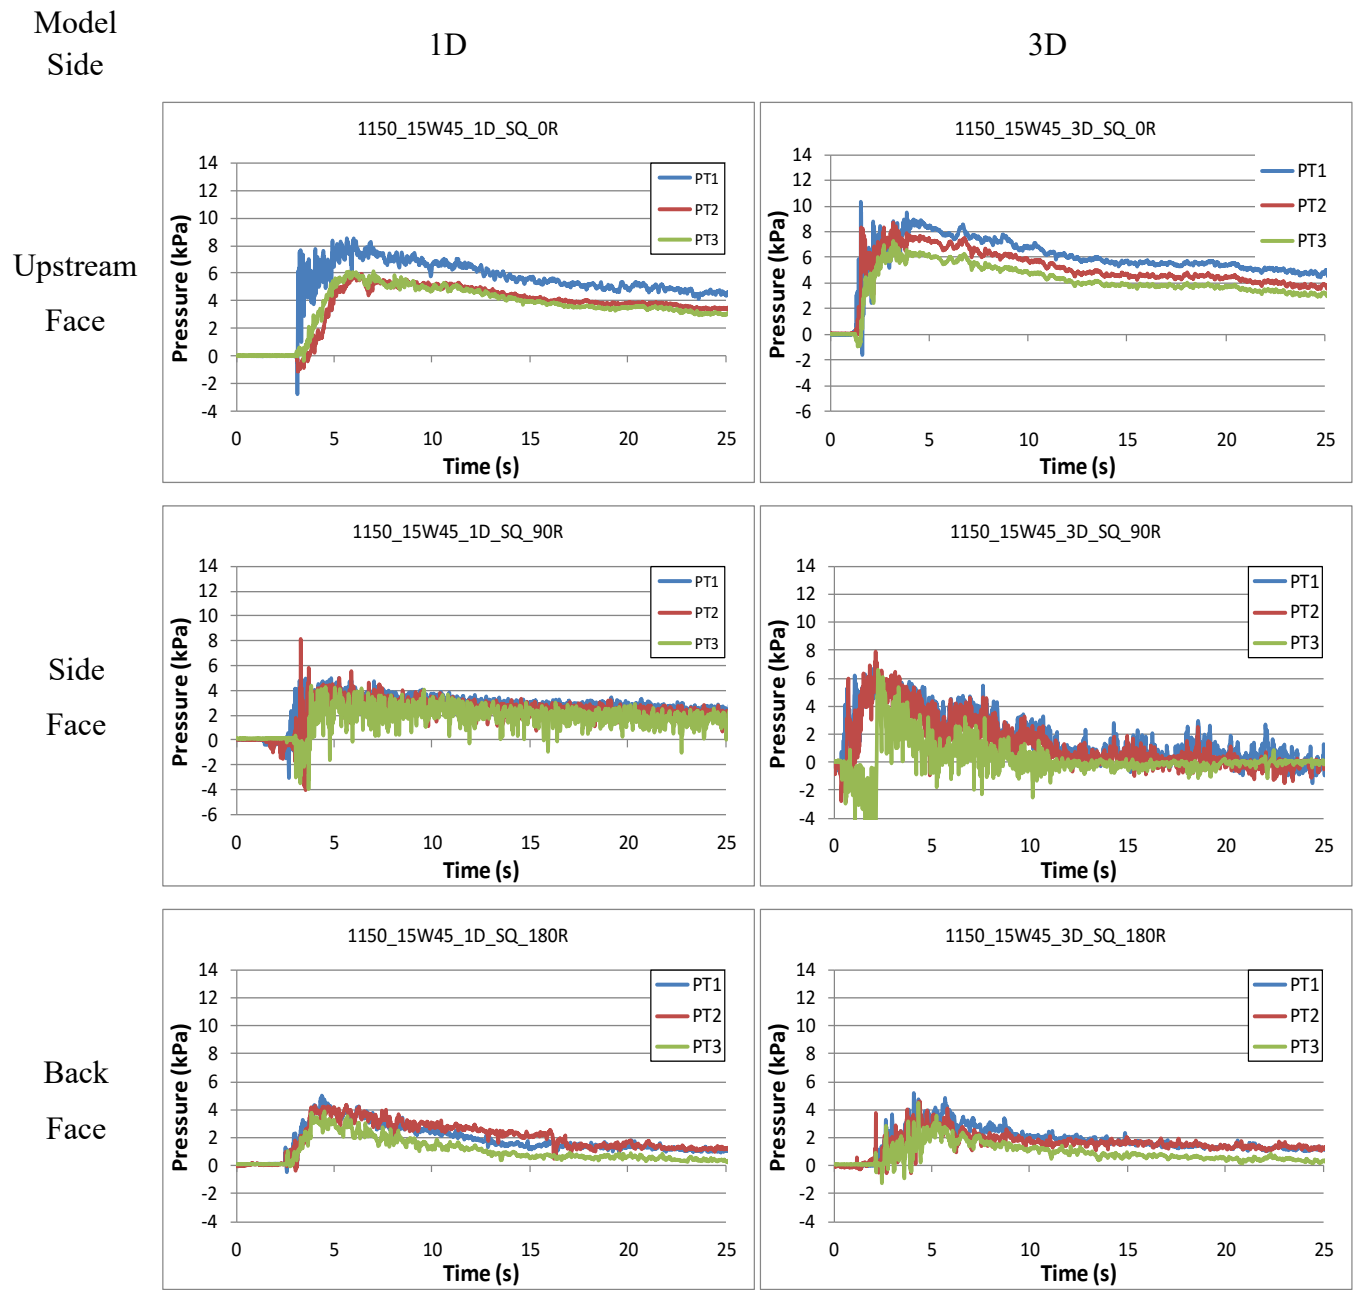 Model
Side
1D
3D
Upstream
Face
1150_15W45_1D_SQ_0R
Pressure (kPa)
14
12
10
8
6
4
2
0
-2
-4
0 5 10 15 20 25
Time (s)
PT1
PT2
PT3
1150_15W45_3D_SQ_0R
Pressure (kPa)
14
12
10
8
6
4
2
0
-2
-4
-6
0 5 10 15 20 25
Time (s)
PT1
PT2
PT3
Side
Face
1150_15W45_1D_SQ_90R
Pressure (kPa)
14
12
10
8
6
4
2
0
-2
-4
-6
0 5 10 15 20 25
Time (s)
PT1
PT2
PT3
1150_15W45_3D_SQ_90R
Pressure (kPa)
14
12
10
8
6
4
2
0
-2
-4
0 5 10 15 20 25
Time (s)
PT1
PT2
PT3
Back
Face
1150_15W45_1D_SQ_180R
Pressure (kPa)
14
12
10
8
6
4
2
0
-2
-4
0 5 10 15 20 25
Time (s)
PT1
PT2
PT3
1150_15W45_3D_SQ_180R
Pressure (kPa)
14
12
10
8
6
4
2
0
-2
-4
0 5 10 15 20 25
Time (s)
PT1
PT2
PT3